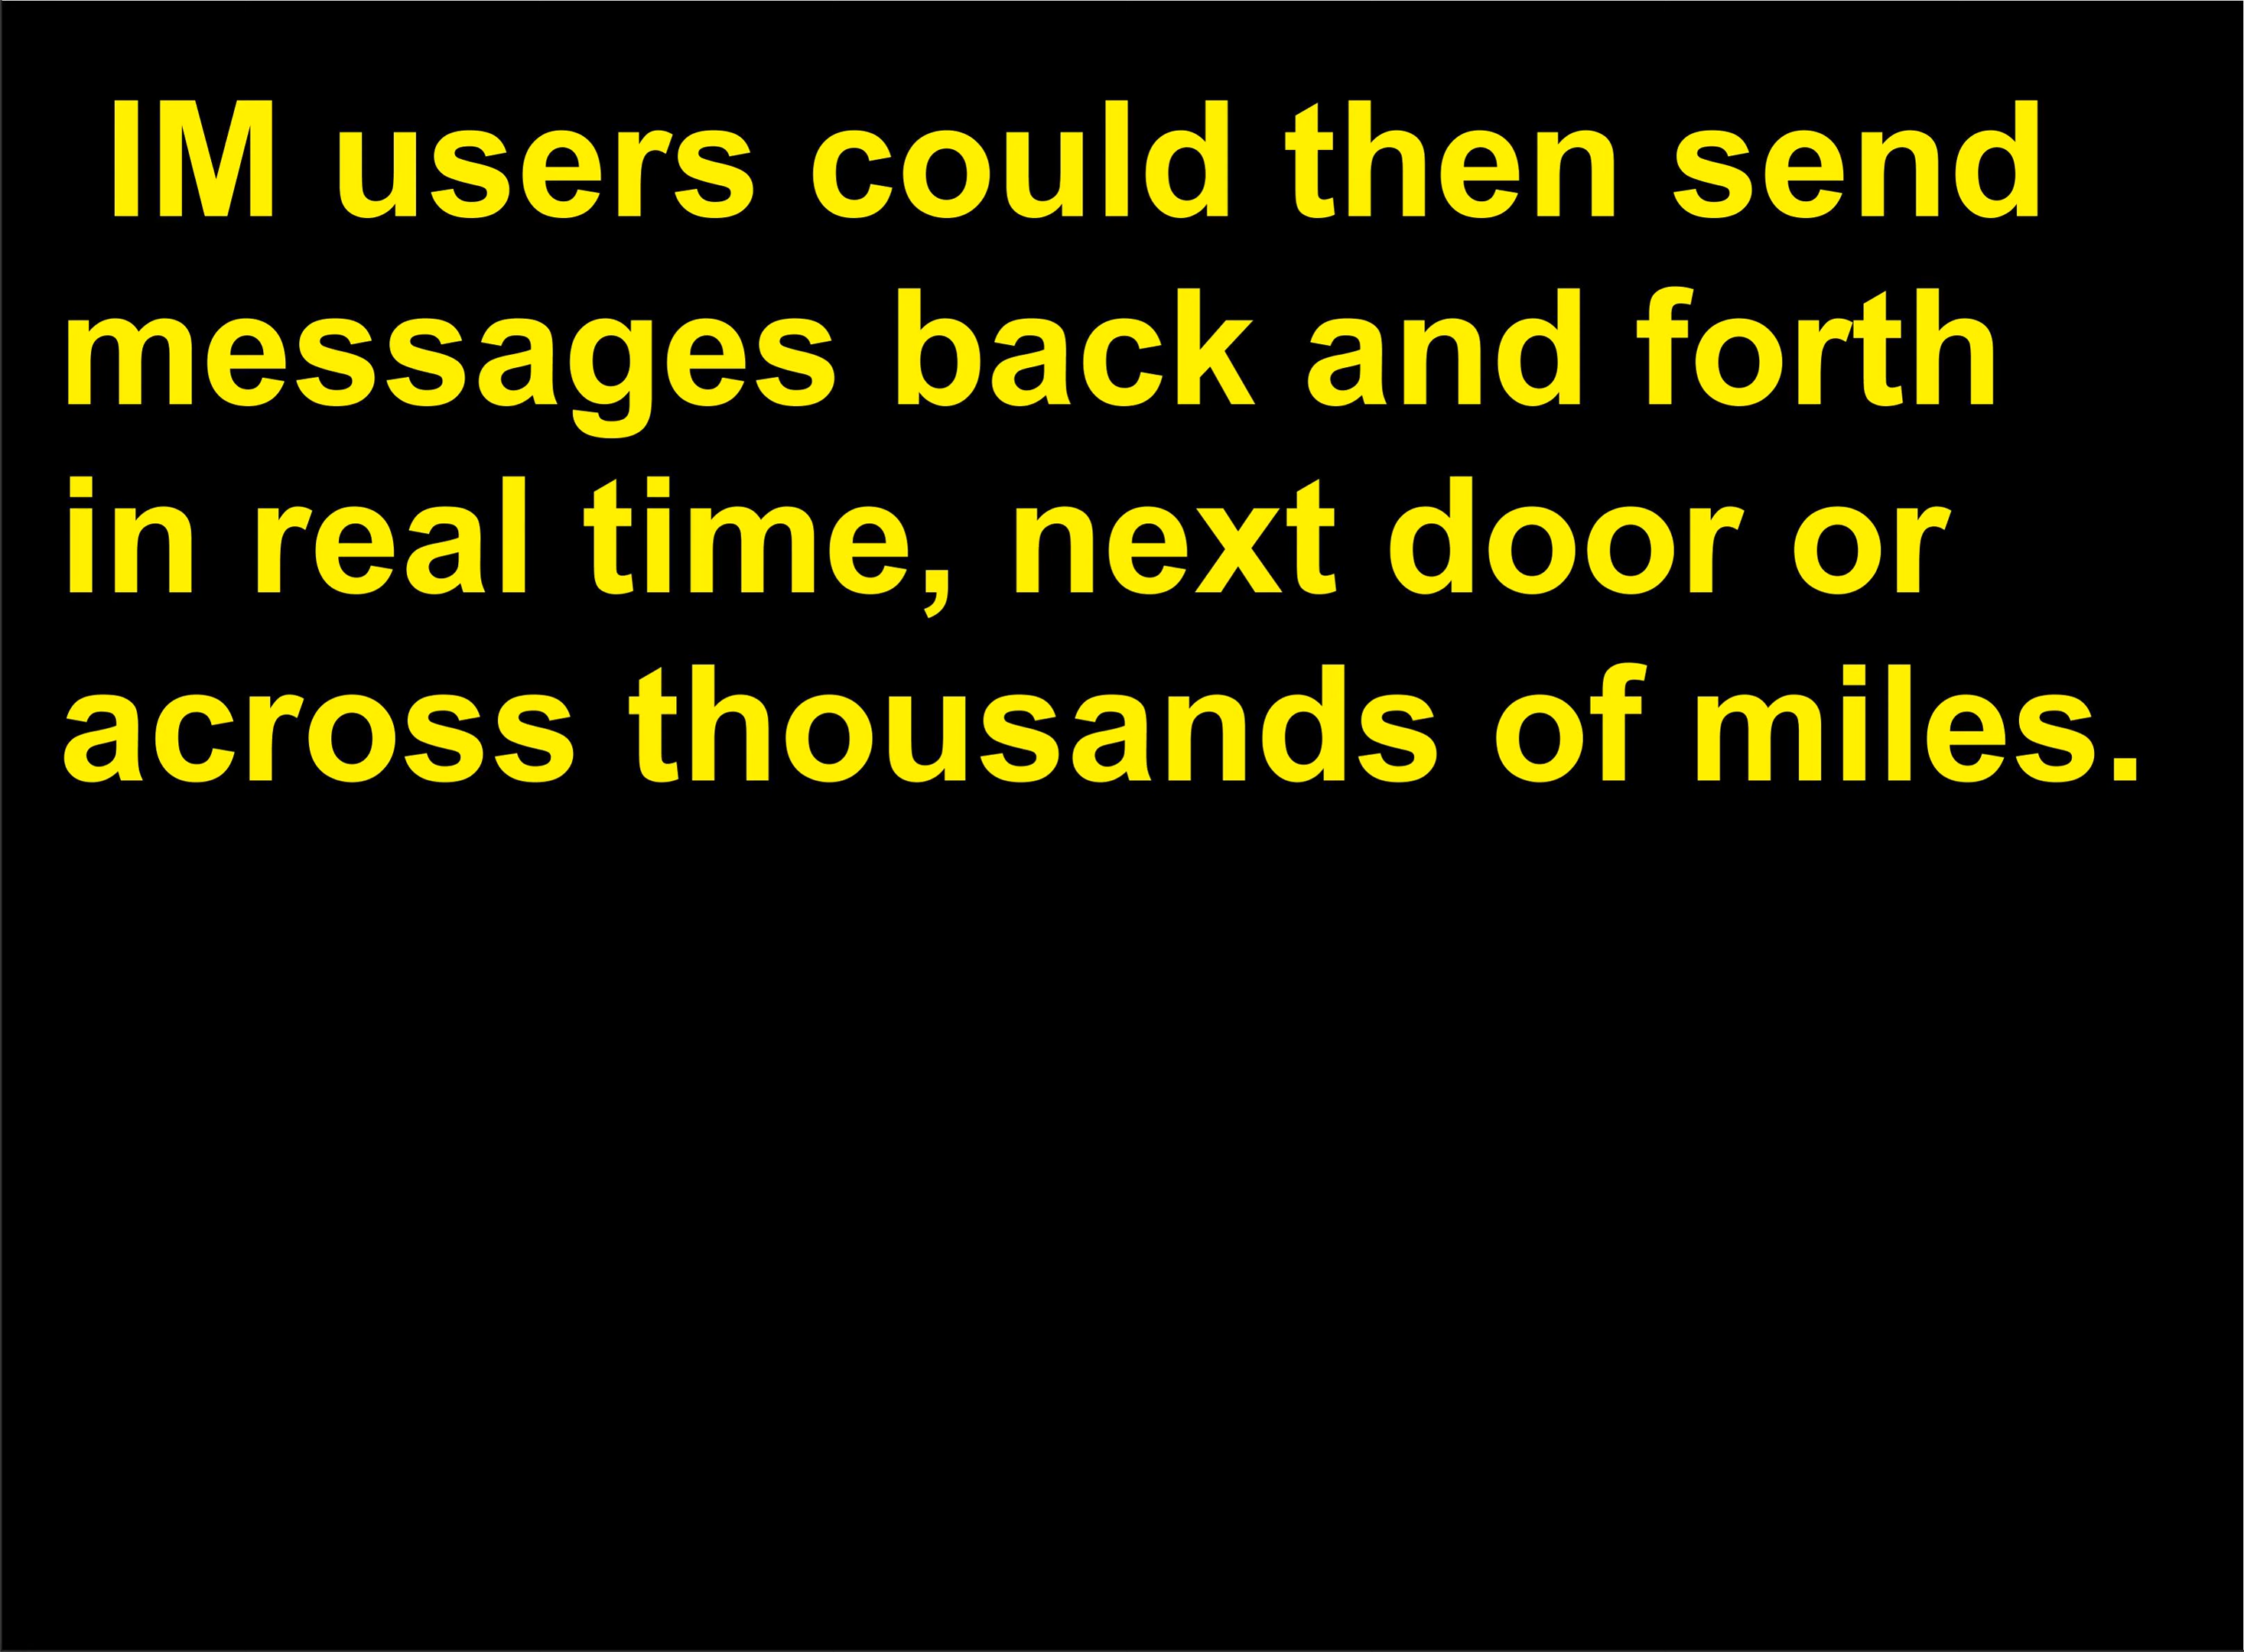 IM users could then send
messages back and forth
in real time, next door or
across thousands of miles.